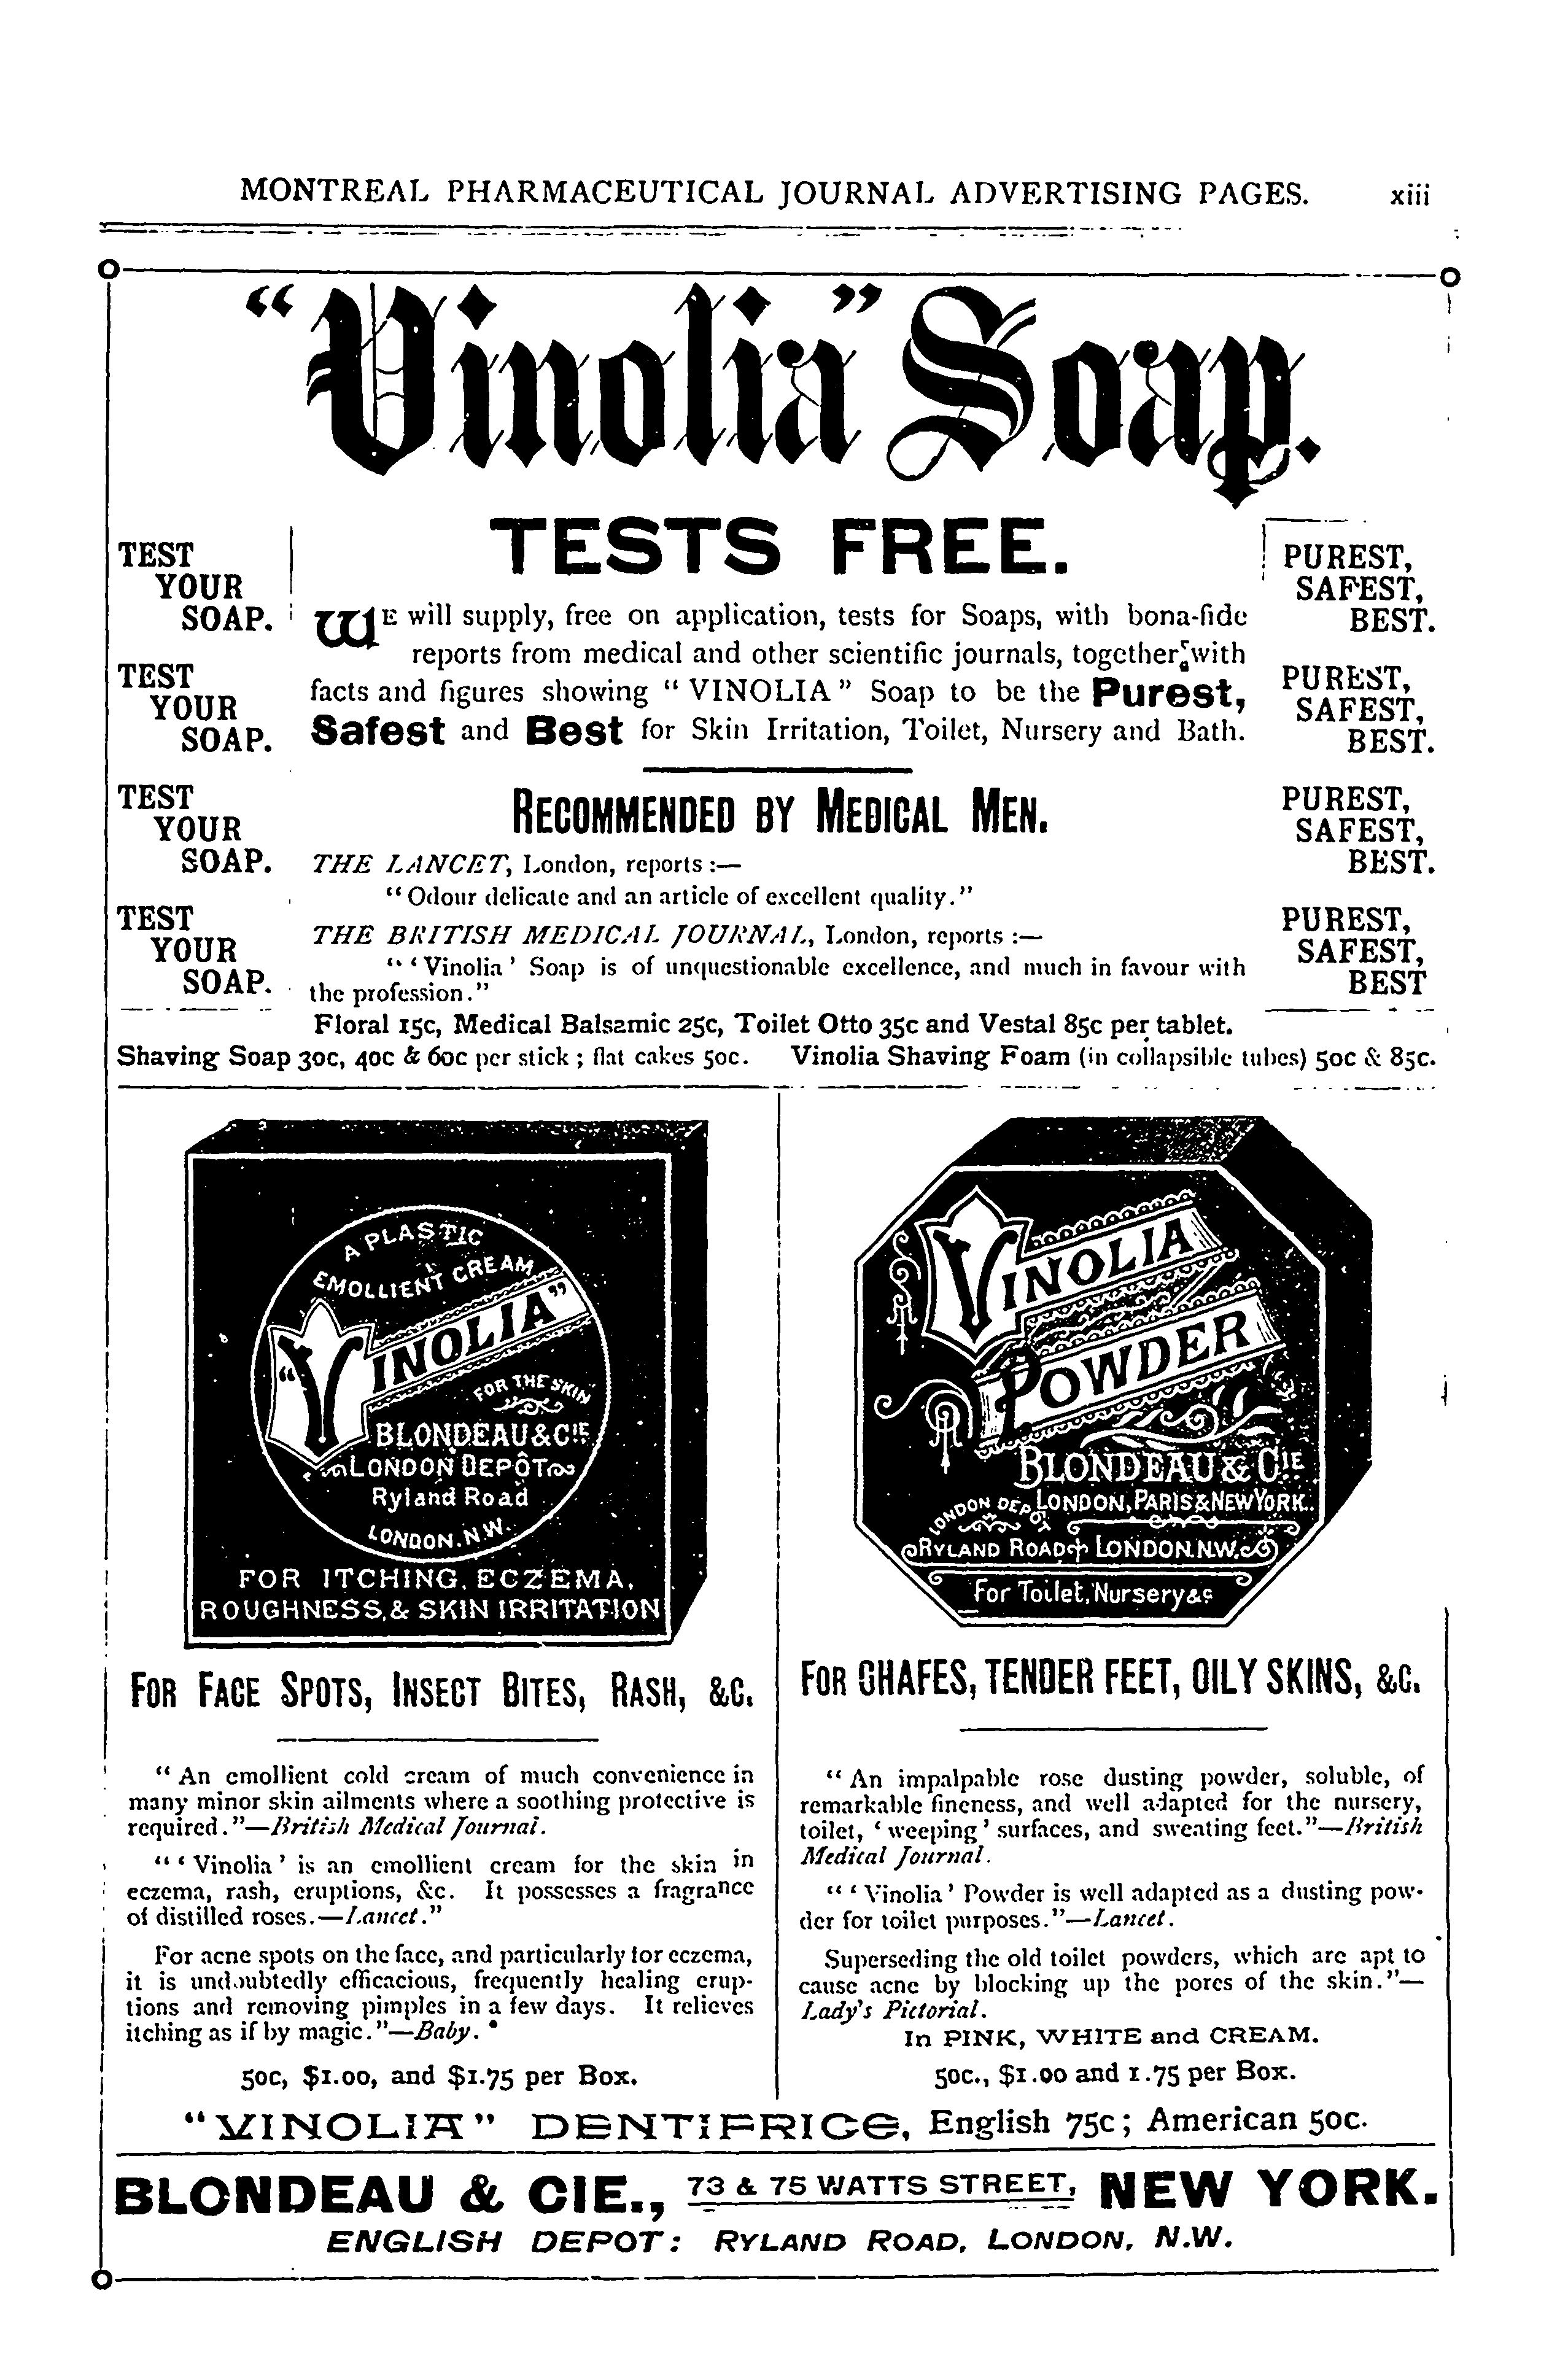 MONTREAL PHARMACEUTICAL JOURNAL ADVERTISING PAGES. xiii
“Vinolia” Soap.
TESTS FREE.
TEST
YOUR
SOAP.
TEST
YOUR
SOAP.
TEST
YOUR
SOAP.
TEST
YOUR
SOAP.
WE will supply, free on application, tests for Soaps, with bona-fide
reports from medical and other scientific journals, together with
facts and figures showing “VINOLIA” Soap to be the Purest,
Safest and Best for Skin Irritation, Toilet, Nursery and Bath.
RECOMMENDED BY MEDICAL MEN.
THE LANCET, London, reports :—
“Odour delicate and an article of excellent quality.”
THE BRITISH MEDICAL JOURNAL, London, reports :—
“‘Vinolia’ Soap is of unquestionable excellence, and much in favour with
the profession.”
PUREST,
SAFEST,
BEST.
PUREST,
SAFEST,
BEST.
PUREST,
SAFEST,
BEST.
PUREST,
SAFEST,
BEST
Floral 15c, Medical Balsamic 25c, Toilet Otto 35c and Vestal 85c per tablet.
Shaving Soap 30c, 40c & 60c per stick ; flat cakes 50c. Vinolia Shaving Foam (in collapsible tubes) 50c & 85c.
A PLASTIC
EMOLLIENT CREAM
“VINOLIA”
FOR THE SKIN
BLONDEAU & CIE
LONDON DEPÔT
Ryland Road
LONDON. N.W.
FOR ITCHING, ECZEMA,
ROUGHNESS, & SKIN IRRITATION
FOR FACE SPOTS, INSECT BITES, RASH, &C.
“An emollient cold cream of much convenience in
many minor skin ailments where a soothing protective is
required.”—British Medical Journal.
“‘Vinolia’ is an emollient cream for the skin in
eczema, rash, eruptions, &c. It possesses a fragrance
of distilled roses.—Lancet.”
For acne spots on the face, and particularly for eczema,
it is undoubtedly efficacious, frequently healing erup-
tions and removing pimples in a few days. It relieves
itching as if by magic.”—Baby.
50c, $1.00, and $1.75 per Box.
VINOLIA
POWDER
BLONDEAU & CIE
LONDON, PARIS & NEW YORK.
LONDON DEPÔT
RYLAND ROAD LONDON. N.W.
For Toilet, Nursery &c
FOR CHAFES, TENDER FEET, OILY SKINS, &C.
“An impalpable rose dusting powder, soluble, of
remarkable fineness, and well adapted for the nursery,
toilet, ‘weeping’ surfaces, and sweating feet.”—British
Medical Journal.
“‘Vinolia’ Powder is well adapted as a dusting pow-
der for toilet purposes.”—Lancet.
Superseding the old toilet powders, which are apt to
cause acne by blocking up the pores of the skin.”—
Lady's Pictorial.
In PINK, WHITE and CREAM.
50c., $1.00 and 1.75 per Box.
“VINOLIA” DENTIFRICE, English 75c; American 50c.
BLONDEAU & CIE., 73 & 75 WATTS STREET, NEW YORK.
ENGLISH DEPOT: RYLAND ROAD, LONDON, N.W.